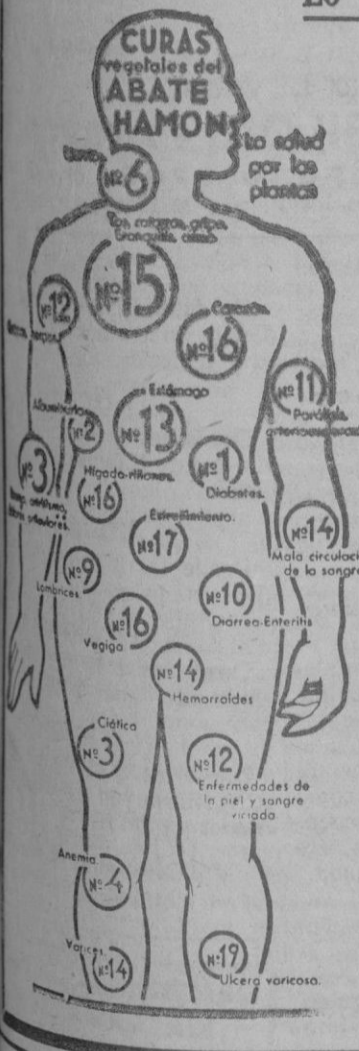 CURAS
vegetales del
ABATE
HAMON
La salud
por las
plantas
Nº6
Tos, catarros, gripe,
bronquitis, asma
Nº15
Nº12
Corazón.
Nº16
Estómago
Nº13
Nº11
Parálisis
Albuminuria
Nº2
Nº3
Hígado-riñones.
Nº16
Nº1
Diabetes.
Estreñimiento.
Nº17
Nº14
Mala circulaci
de la sangre
Nº9
Lombrices.
Nº10
Diarrea-Enteritis
Nº16
Vegiga
Nº14
Hemorroides
Ciática
Nº3
Nº12
Enfermedades de
la piel y sangre
viciada.
Anemia.
Nº4
Varices.
Nº14
Nº19
Ulcera varicosa.